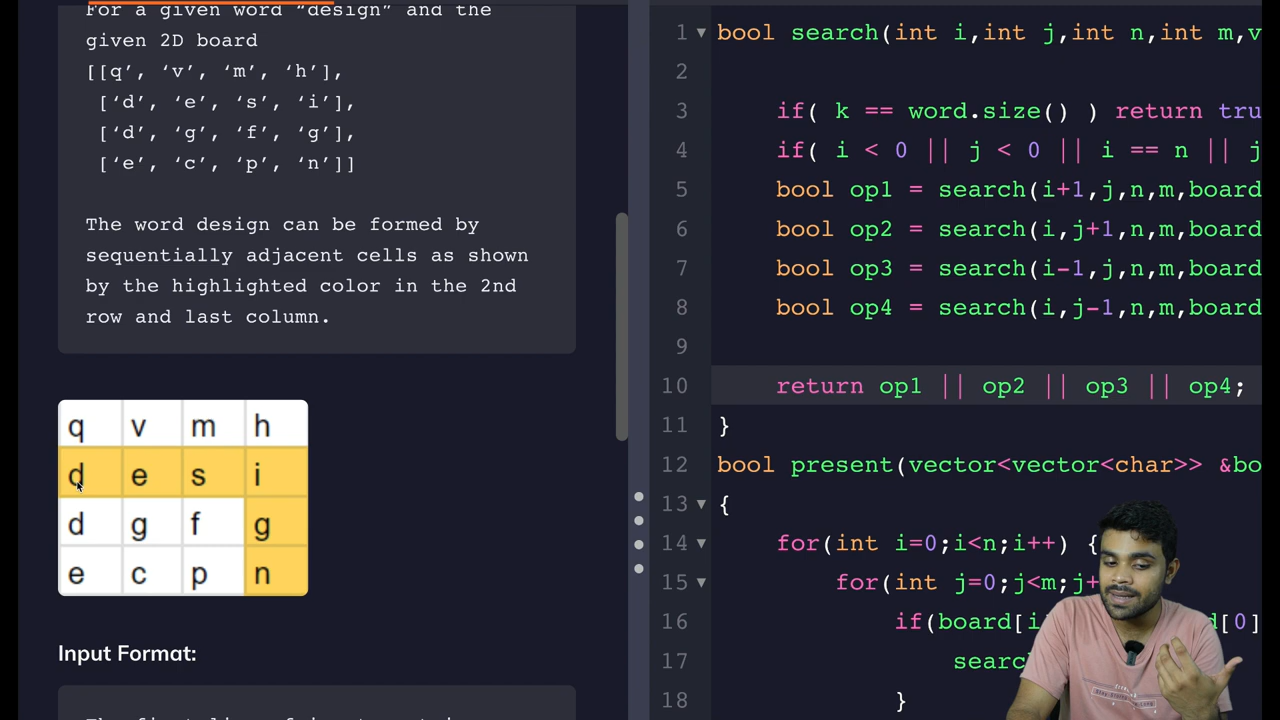 For a given word “design” and the
given 2D board
[[q’, ‘v’, ‘m’, ‘h’],
[‘d’, ‘e’, ‘s’, ‘i’],
[‘d’, ‘g’, ‘f’, ‘g’],
[‘e’, ‘c’, ‘p’, ‘n’]]
The word design can be formed by
sequentially adjacent cells as shown
by the highlighted color in the 2nd
row and last column.
q v m h
d e s i
d g f g
e c p n
Input Format:
1 bool search(int i,int j,int n,int m,v
2
3 if( k == word.size() ) return tru
4 if( i < 0 || j < 0 || i == n || j
5 bool op1 = search(i+1,j,n,m,board
6 bool op2 = search(i,j+1,n,m,board
7 bool op3 = search(i-1,j,n,m,board
8 bool op4 = search(i,j-1,n,m,board
9
10 return op1 || op2 || op3 || op4;
11 }
12 bool present(vector<vector<char>> &bo
13 {
14 for(int i=0;i<n;i++) {
15 for(int j=0;j<m;j+
16 if(board[i d[0]
17 searc
18 }